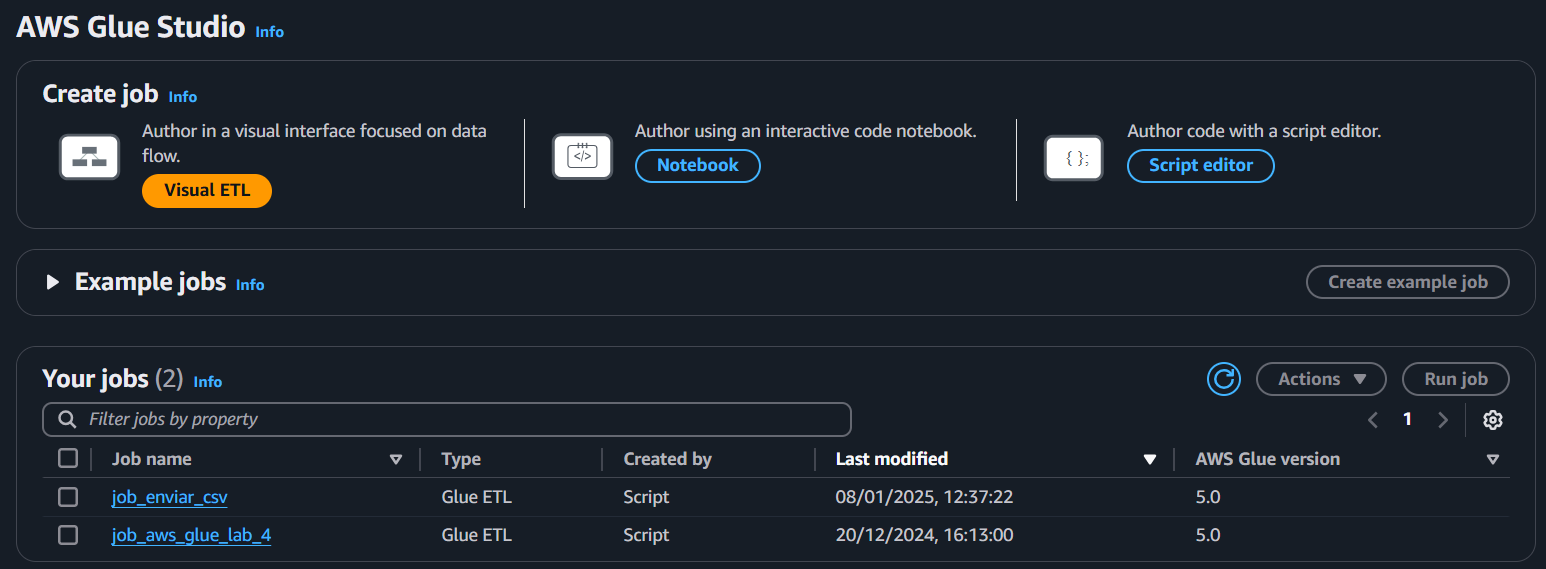 AWS Glue Studio Info
Create job Info
Author in a visual interface focused on data
flow.
Visual ETL
</>
Author using an interactive code notebook.
Notebook
{ };
Author code with a script editor.
Script editor
Example jobs Info
Create example job
Your jobs (2) Info
Actions
Run job
Filter jobs by property
1
Job name Type Created by Last modified AWS Glue version
job_enviar_csv Glue ETL Script 08/01/2025, 12:37:22 5.0
job_aws_glue_lab_4 Glue ETL Script 20/12/2024, 16:13:00 5.0